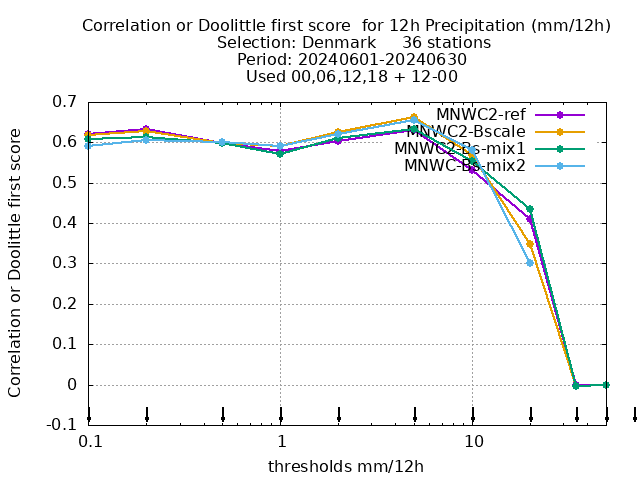 Correlation or Doolittle first score  for 12h Precipitation (mm/12h)
Selection: Denmark     36 stations
Period: 20240601-20240630
Used 00,06,12,18 + 12-00
MNWC2-ref
MNWC2-Bscale
MNWC2-Bs-mix1
MNWC-Bs-mix2
Correlation or Doolittle first score
0.7
0.6
0.5
0.4
0.3
0.2
0.1
0
-0.1
0.1 1 10
thresholds mm/12h